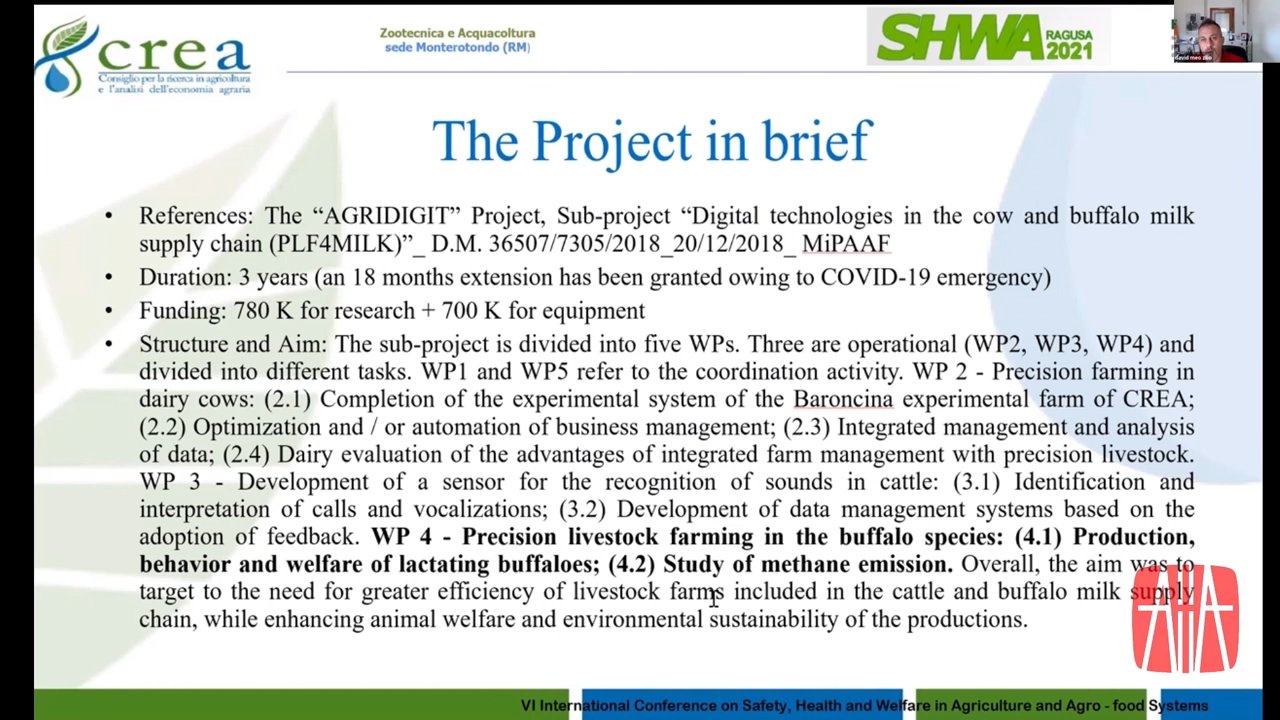 crea
Consiglio per la ricerca in agricoltura
e l'analisi dell'economia agraria
Zootecnica e Acquacoltura
sede Monterotondo (RM)
SHWA RAGUSA
2021
david meo zilio
The Project in brief
• References: The “AGRIDIGIT” Project, Sub-project “Digital technologies in the cow and buffalo milk
supply chain (PLF4MILK)”_ D.M. 36507/7305/2018_20/12/2018_ MiPAAF
• Duration: 3 years (an 18 months extension has been granted owing to COVID-19 emergency)
• Funding: 780 K for research + 700 K for equipment
• Structure and Aim: The sub-project is divided into five WPs. Three are operational (WP2, WP3, WP4) and
divided into different tasks. WP1 and WP5 refer to the coordination activity. WP 2 - Precision farming in
dairy cows: (2.1) Completion of the experimental system of the Baroncina experimental farm of CREA;
(2.2) Optimization and / or automation of business management; (2.3) Integrated management and analysis
of data; (2.4) Dairy evaluation of the advantages of integrated farm management with precision livestock.
WP 3 - Development of a sensor for the recognition of sounds in cattle: (3.1) Identification and
interpretation of calls and vocalizations; (3.2) Development of data management systems based on the
adoption of feedback. WP 4 - Precision livestock farming in the buffalo species: (4.1) Production,
behavior and welfare of lactating buffaloes; (4.2) Study of methane emission. Overall, the aim was to
target to the need for greater efficiency of livestock farms included in the cattle and buffalo milk supply
chain, while enhancing animal welfare and environmental sustainability of the productions.
AIIA
VI International Conference on Safety, Health and Welfare in Agriculture and Agro - food Systems